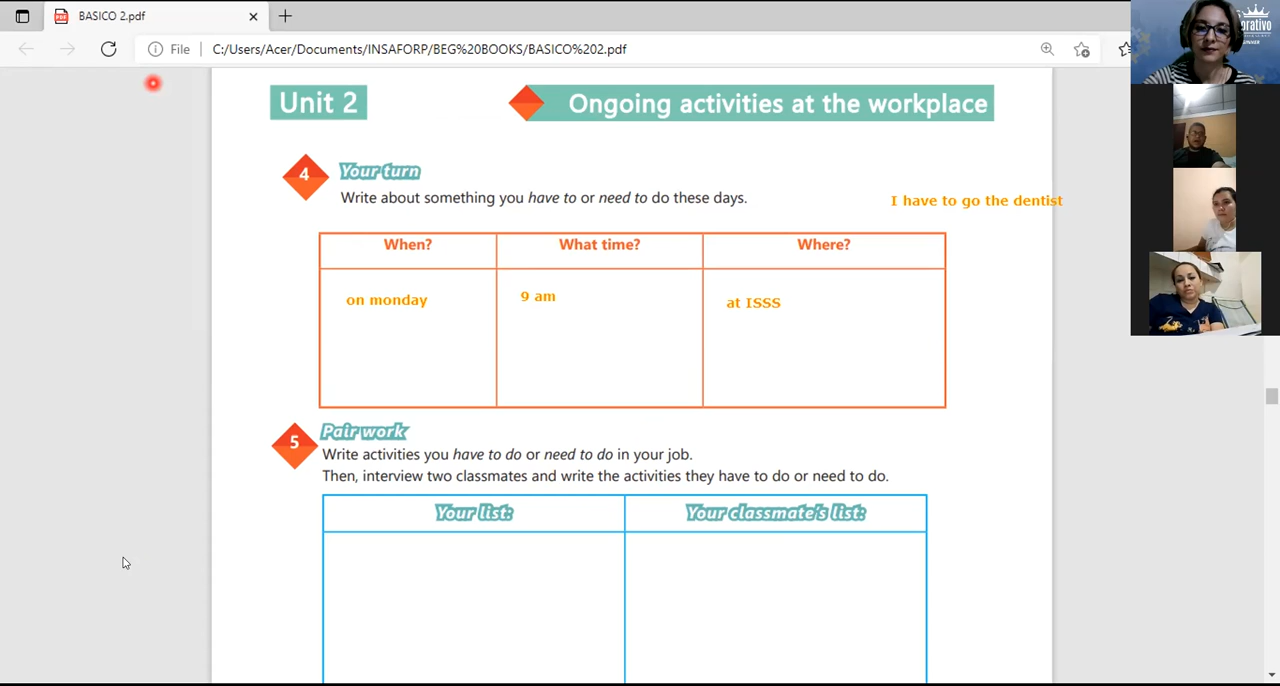 BASICO 2.pdf
File
C:/Users/Acer/Documents/INSAFORP/BEG%20BOOKS/BASICO%202.pdf
Unit 2
Ongoing activities at the workplace
4
Your turn
Write about something you have to or need to do these days.
I have to go the dentist
When? What time? Where?
on monday 9 am at ISSS
5
Pair work
Write activities you have to do or need to do in your job.
Then, interview two classmates and write the activities they have to do or need to do.
Your list: Your classmate's list: